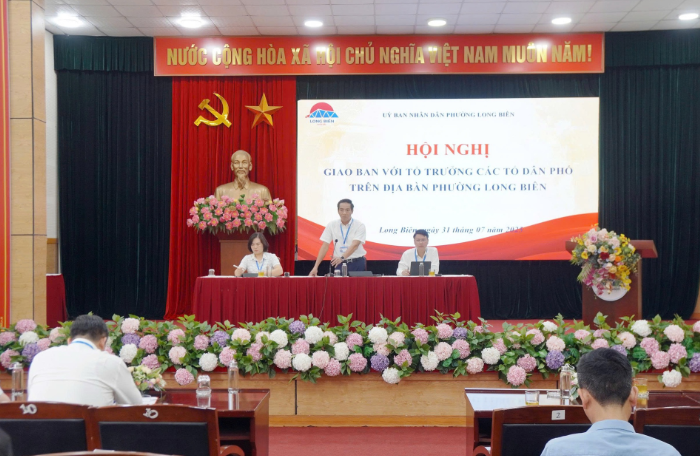 NƯỚC CỘNG HÒA XÃ HỘI CHỦ NGHĨA VIỆT NAM MUÔN NĂM
LONG BIÊN
UỶ BAN NHÂN DÂN PHƯỜNG LONG BIÊN
HỘI NGHỊ
GIAO BAN VỚI TỔ TRƯỞNG CÁC TỔ DÂN PHỐ
TRÊN ĐỊA BÀN PHƯỜNG LONG BIÊN
Long Biên, ngày 31 tháng 07 năm